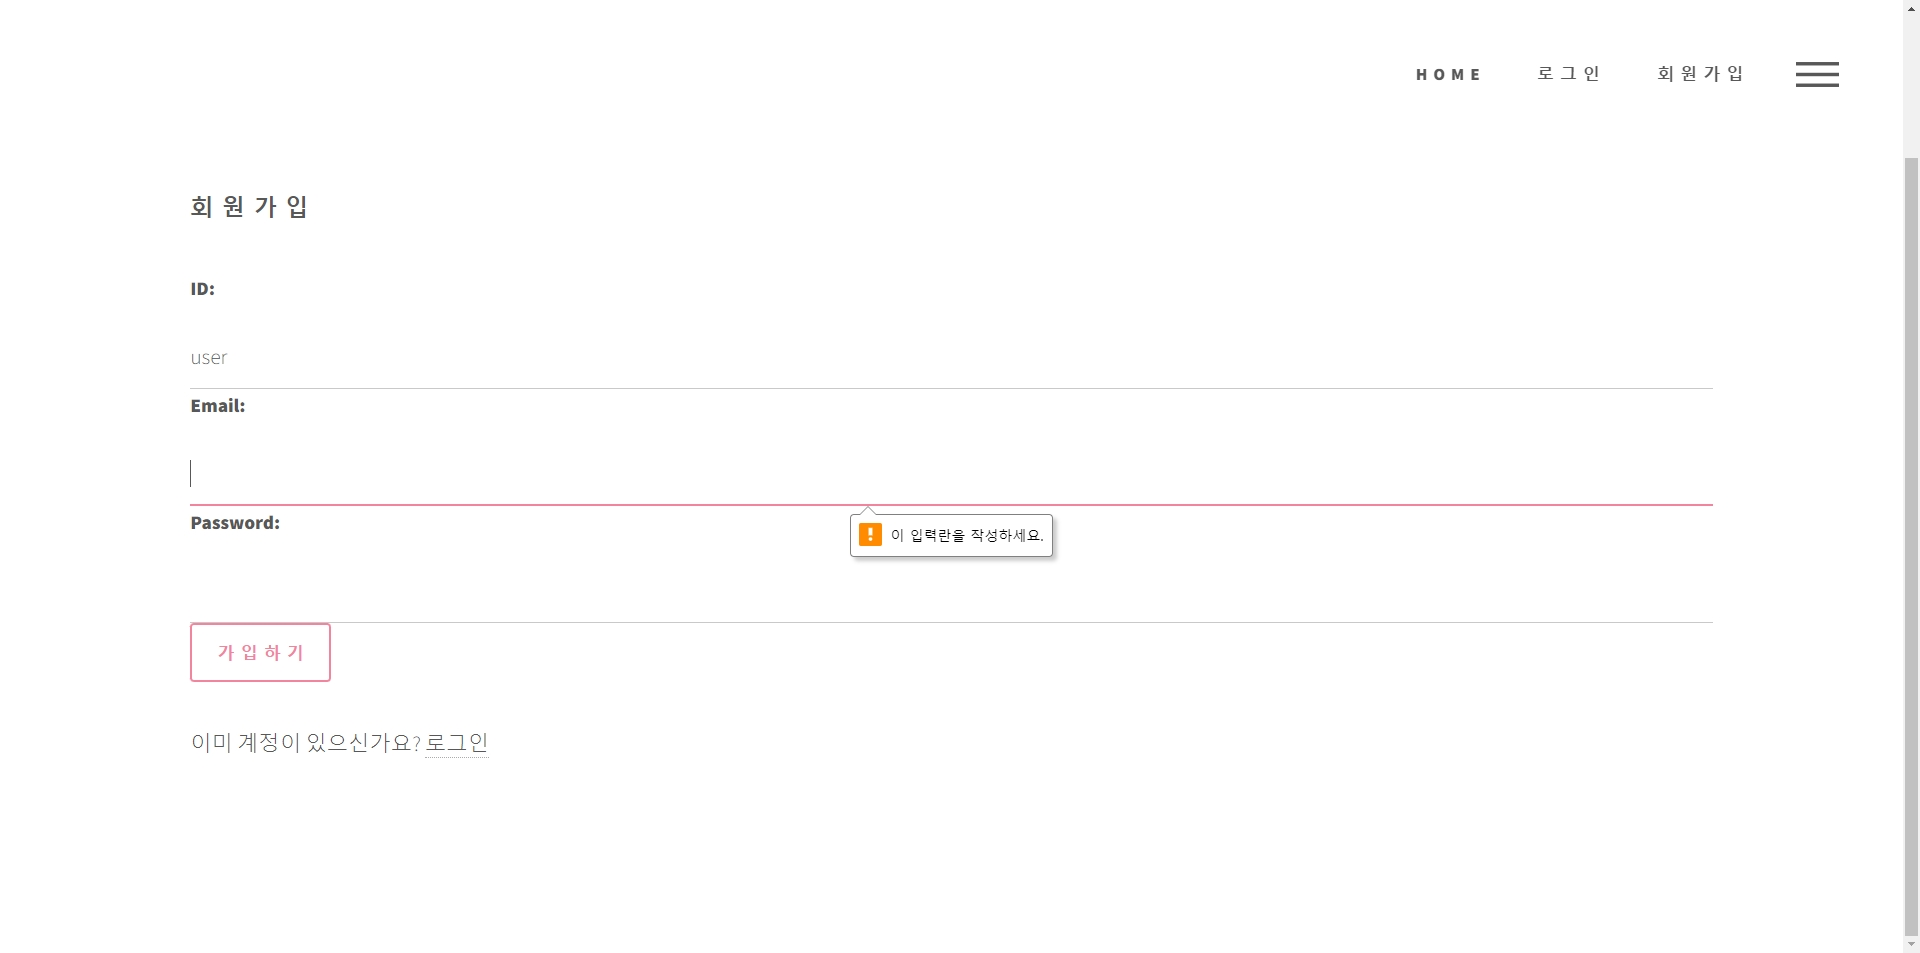 HOME 로그인 회원가입
회원가입
ID:
user
Email:
Password:
이 입력란을 작성하세요.
가입하기
이미 계정이 있으신가요? 로그인